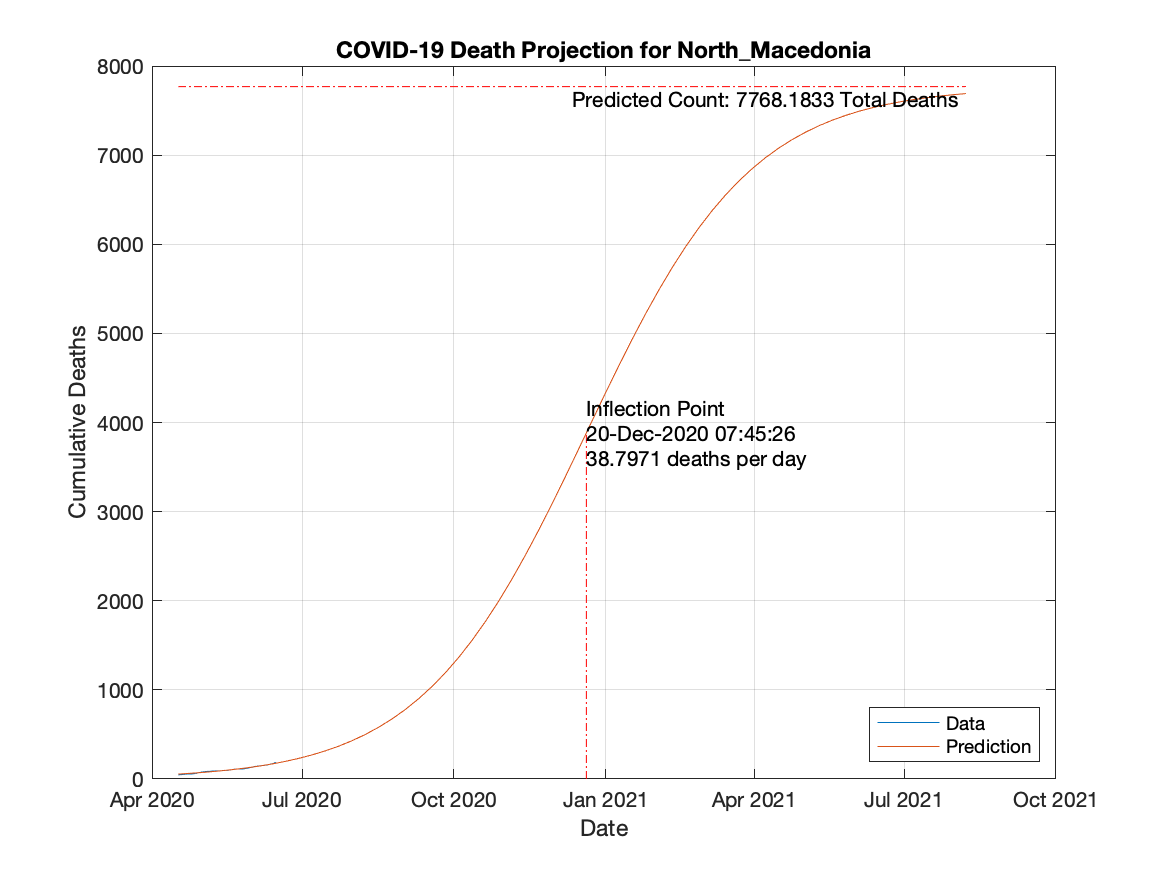 COVID-19 Death Projection for North_Macedonia
8000
Predicted Count: 7768.1833 Total Deaths
7000
6000
5000
4000
3000
2000
1000
0
Cumulative Deaths
Inflection Point
20-Dec-2020 07:45:26
38.7971 deaths per day
Data
Prediction
Apr 2020 Jul 2020 Oct 2020 Jan 2021 Apr 2021 Jul 2021 Oct 2021
Date